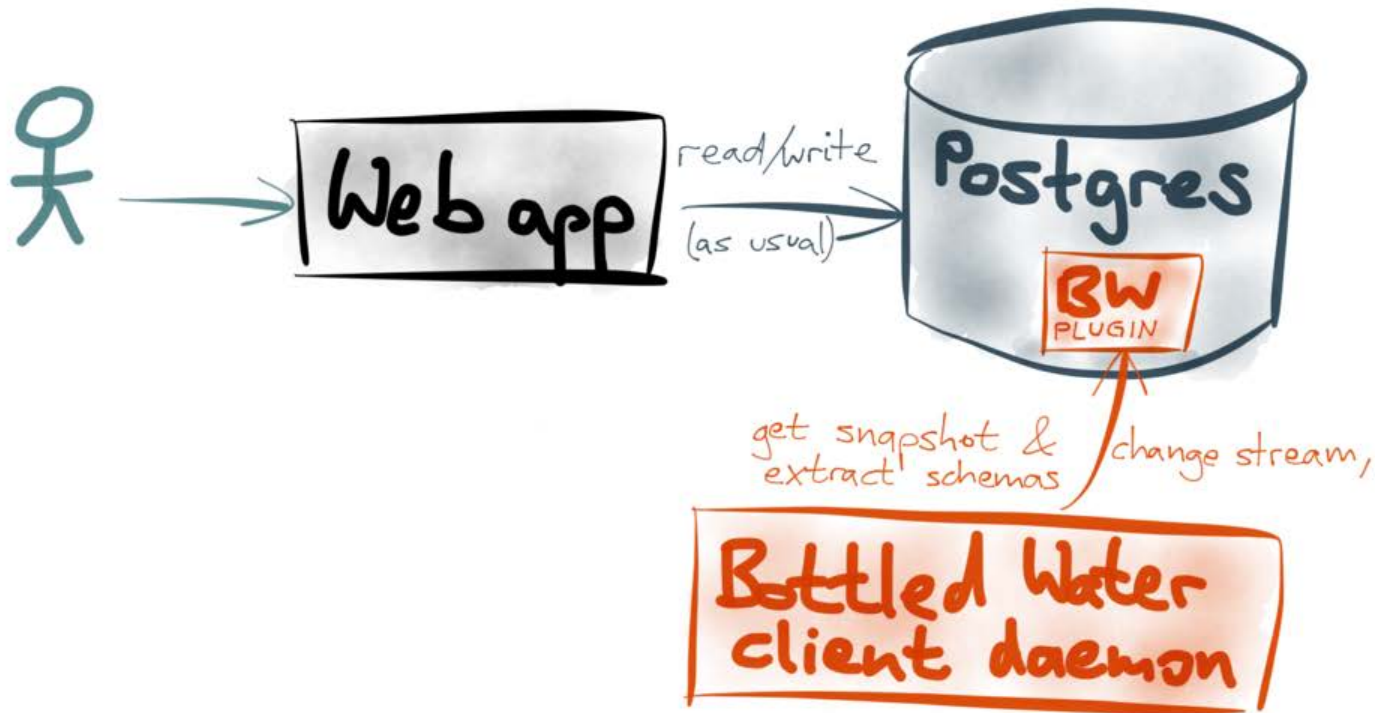 Web app
read/write
(as usual)
Postgres
BW
PLUGIN
get snapshot &
extract schemas
change stream,
Bottled Water
client daemon